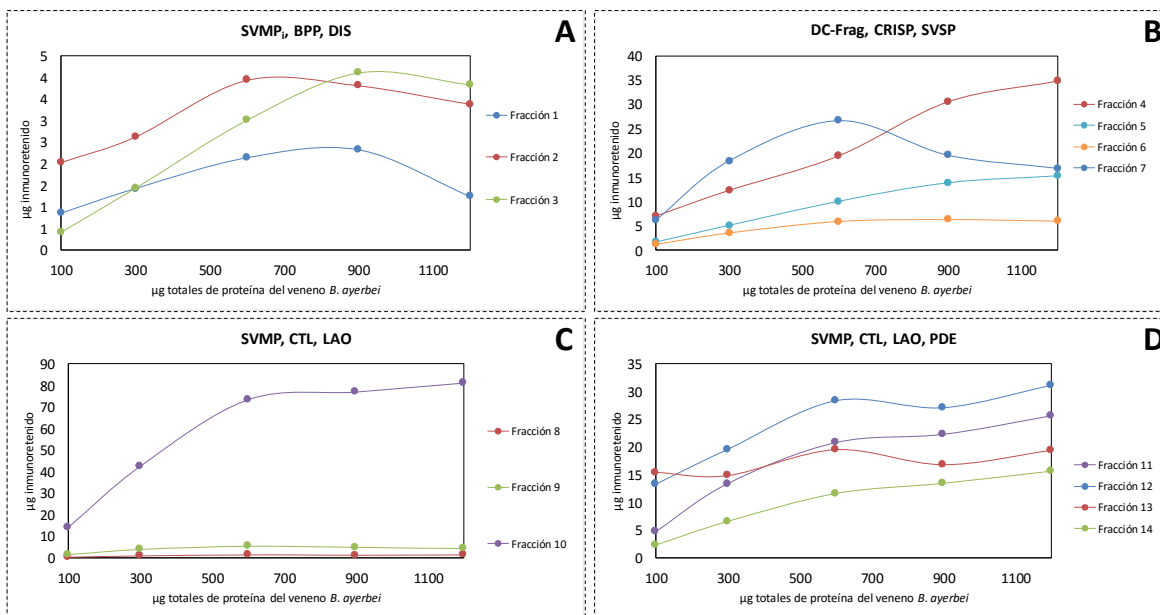 SVMPi, BPP, DIS
A
µg inmunoretenido
5
4
4
3
3
2
2
1
1
0
100 300 500 700 900 1100
µg totales de proteína del veneno B. ayerbei
Fracción 1
Fracción 2
Fracción 3
DC-Frag, CRISP, SVSP
B
µg inmunoretenido
40
35
30
25
20
15
10
5
0
100 300 500 700 900 1100
µg totales de proteína del veneno B. ayerbei
Fracción 4
Fracción 5
Fracción 6
Fracción 7
SVMP, CTL, LAO
C
µg inmunoretenido
90
80
70
60
50
40
30
20
10
0
100 300 500 700 900 1100
µg totales de proteína del veneno B. ayerbei
Fracción 8
Fracción 9
Fracción 10
SVMP, CTL, LAO, PDE
D
µg inmunoretenido
35
30
25
20
15
10
5
0
100 300 500 700 900 1100
µg totales de proteína del veneno B. ayerbei
Fracción 11
Fracción 12
Fracción 13
Fracción 14